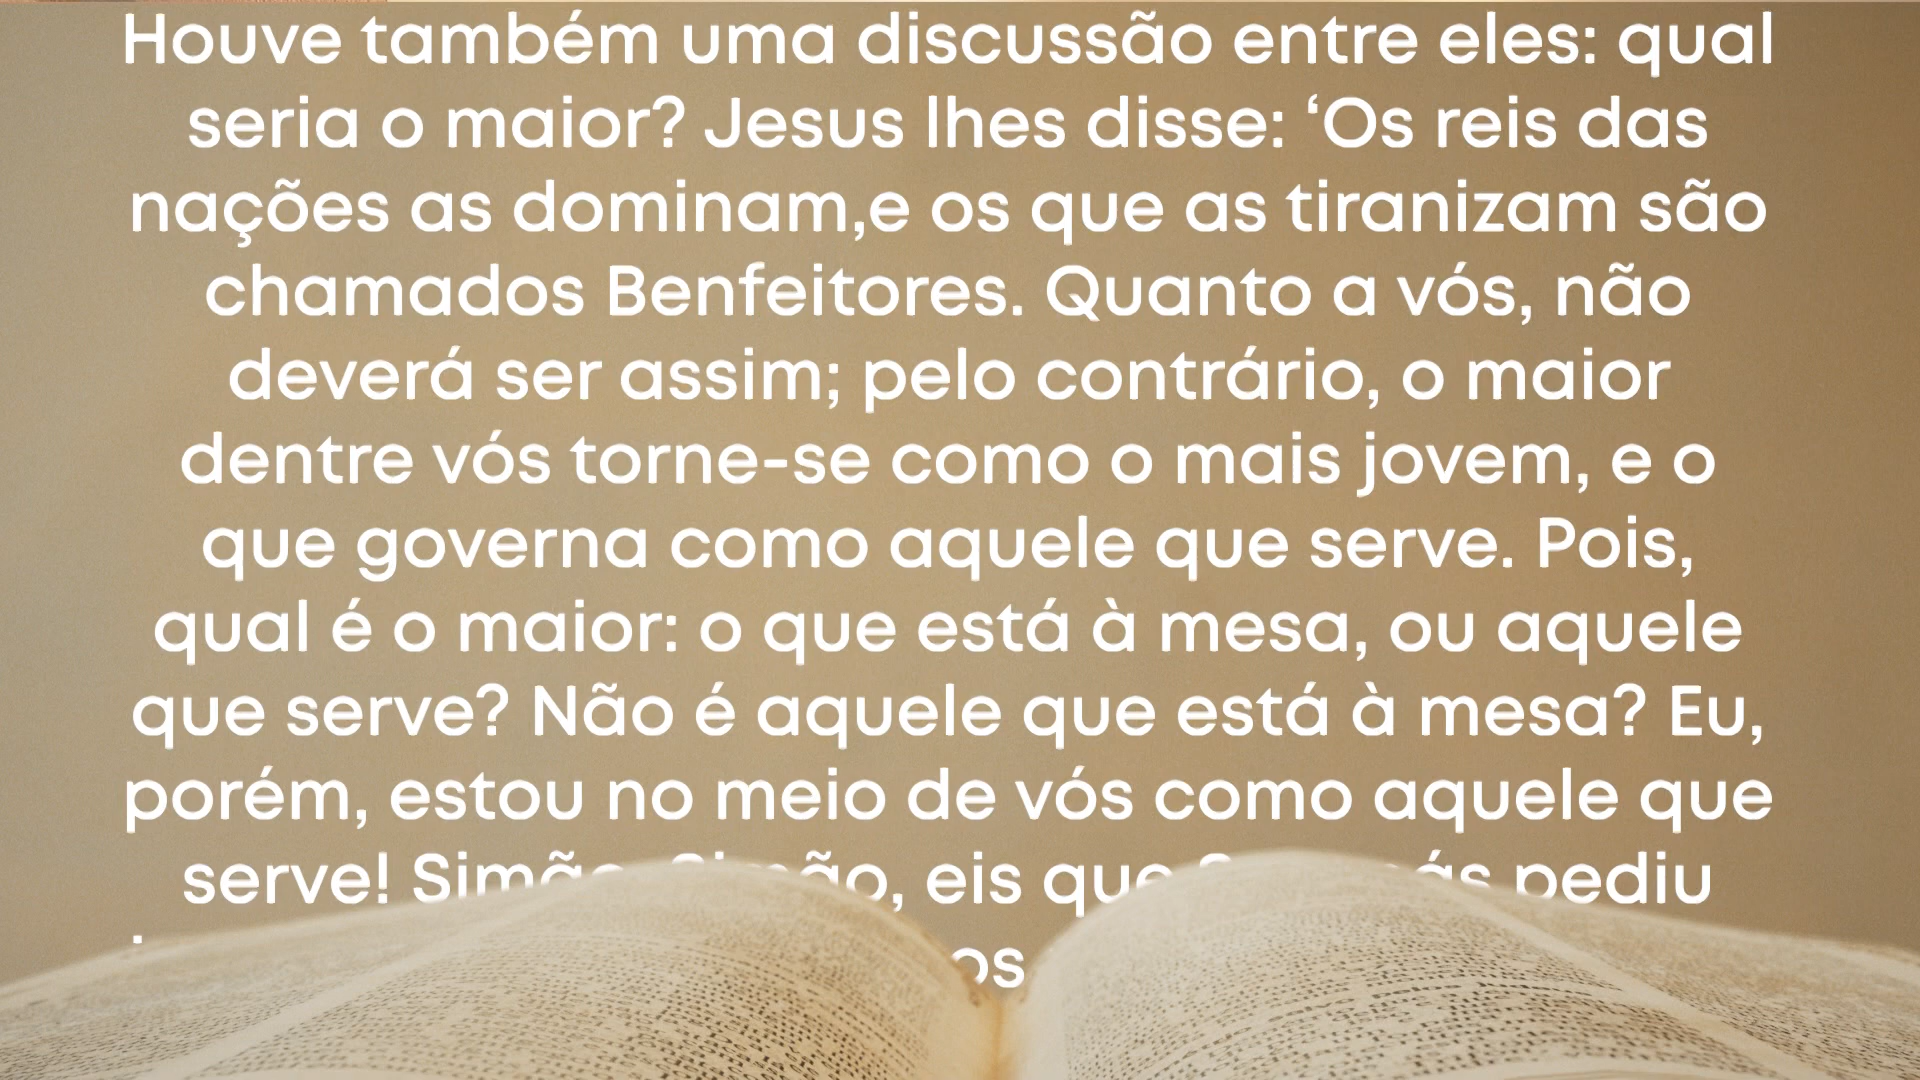 Houve também uma discussão entre eles: qual
seria o maior? Jesus lhes disse: ‘Os reis das
nações as dominam,e os que as tiranizam são
chamados Benfeitores. Quanto a vós, não
deverá ser assim; pelo contrário, o maior
dentre vós torne-se como o mais jovem, e o
que governa como aquele que serve. Pois,
qual é o maior: o que está à mesa, ou aquele
que serve? Não é aquele que está à mesa? Eu,
porém, estou no meio de vós como aquele que
serve! Simão, Simão, eis que pediu